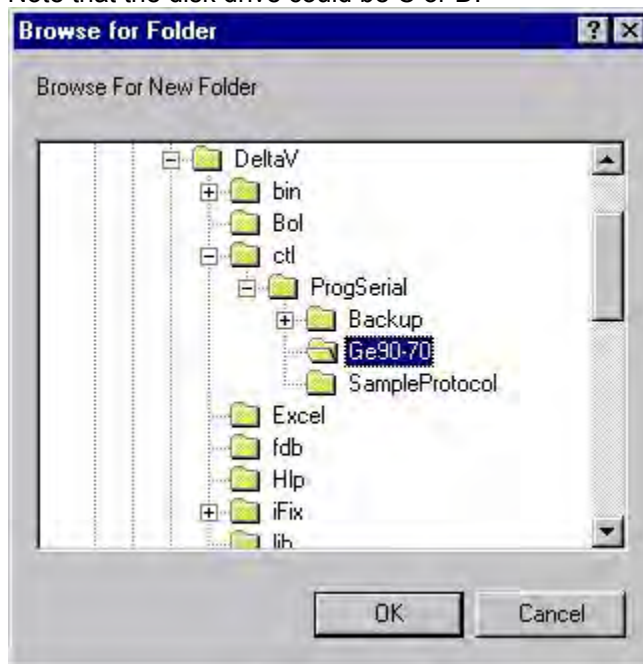 Note that the disk drive could be C or D.
Browse for Folder
Browse For New Folder
DeltaV
bin
Bol
ctl
ProgSerial
Backup
Ge90-70
SampleProtocol
Excel
fdb
Hlp
iFix
lib
OK
Cancel